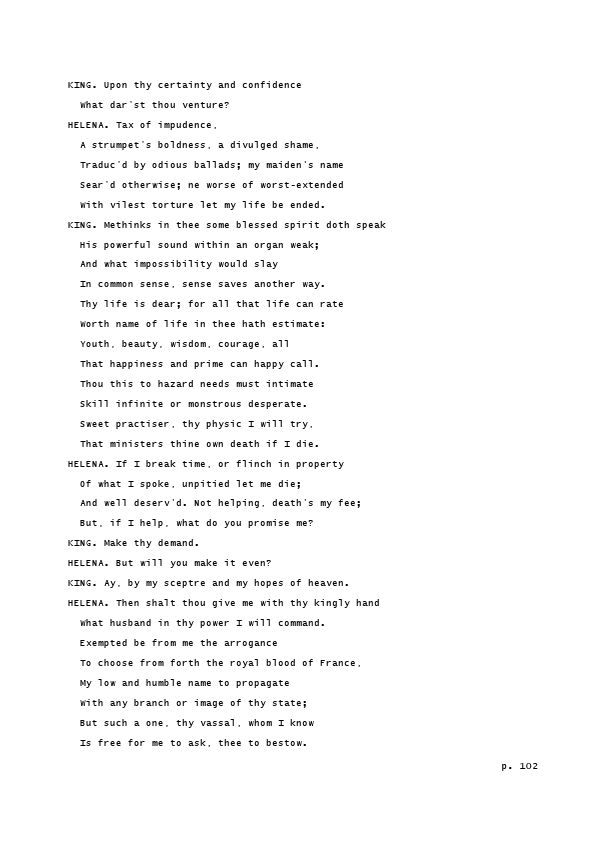 KING. Upon thy certainty and confidence
What dar'st thou venture?
HELENA. Tax of impudence,
A strumpet's boldness, a divulged shame,
Traduc'd by odious ballads; my maiden's name
Sear'd otherwise; ne worse of worst-extended
With vilest torture let my life be ended.
KING. Methinks in thee some blessed spirit doth speak
His powerful sound within an organ weak;
And what impossibility would slay
In common sense, sense saves another way.
Thy life is dear; for all that life can rate
Worth name of life in thee hath estimate:
Youth, beauty, wisdom, courage, all
That happiness and prime can happy call.
Thou this to hazard needs must intimate
Skill infinite or monstrous desperate.
Sweet practiser, thy physic I will try,
That ministers thine own death if I die.
HELENA. If I break time, or flinch in property
Of what I spoke, unpitied let me die;
And well deserv'd. Not helping, death's my fee;
But, if I help, what do you promise me?
KING. Make thy demand.
HELENA. But will you make it even?
KING. Ay, by my sceptre and my hopes of heaven.
HELENA. Then shalt thou give me with thy kingly hand
What husband in thy power I will command.
Exempted be from me the arrogance
To choose from forth the royal blood of France,
My low and humble name to propagate
With any branch or image of thy state;
But such a one, thy vassal, whom I know
Is free for me to ask, thee to bestow.
p. 102